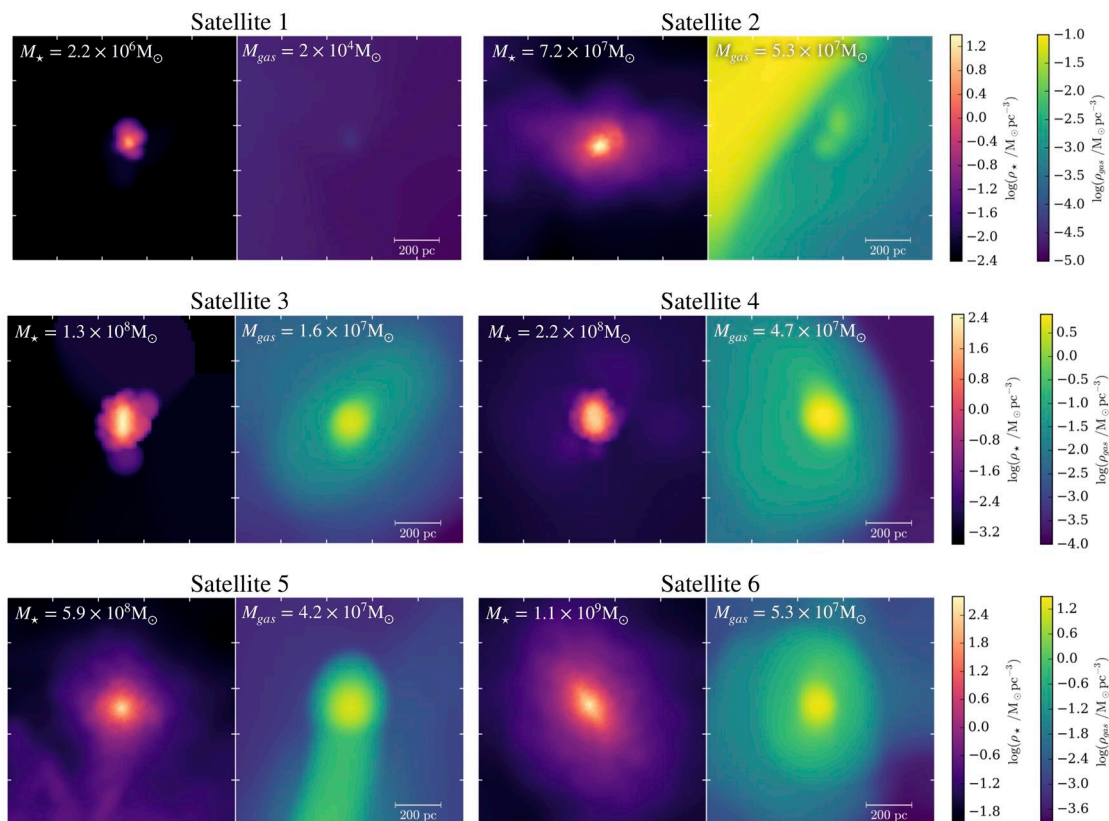 Satellite 1
Satellite 2
M⋆ = 2.2 × 10⁶M⊙
M_gas = 2 × 10⁴M⊙
M⋆ = 7.2 × 10⁷M⊙
M_gas = 5.3 × 10⁷M⊙
200 pc
200 pc
1.4
1.0
0.4
0.0
−0.4
−0.8
−1.4
−2.0
−2.4
log(ρ⋆ /M⊙pc⁻³)
−1.0
−1.5
−2.0
−2.5
−3.0
−3.5
−4.0
−4.5
−5.0
log(ρgas /M⊙pc⁻³)
Satellite 3
Satellite 4
M⋆ = 1.3 × 10⁸M⊙
M_gas = 1.6 × 10⁷M⊙
M⋆ = 2.2 × 10⁸M⊙
M_gas = 4.7 × 10⁷M⊙
200 pc
200 pc
2.4
1.6
0.8
0.0
−0.8
−1.6
−2.4
−3.2
log(ρ⋆ /M⊙pc⁻³)
0.5
0.0
−0.5
−1.0
−1.5
−2.0
−2.5
−3.0
−3.5
−4.0
log(ρgas /M⊙pc⁻³)
Satellite 5
Satellite 6
M⋆ = 5.9 × 10⁸M⊙
M_gas = 4.2 × 10⁷M⊙
M⋆ = 1.1 × 10⁹M⊙
M_gas = 5.3 × 10⁷M⊙
200 pc
200 pc
2.4
1.8
1.2
0.6
0.0
−0.6
−1.2
−1.8
log(ρ⋆ /M⊙pc⁻³)
1.2
0.6
0.0
−0.6
−1.2
−1.8
−2.4
−3.0
−3.6
log(ρgas /M⊙pc⁻³)